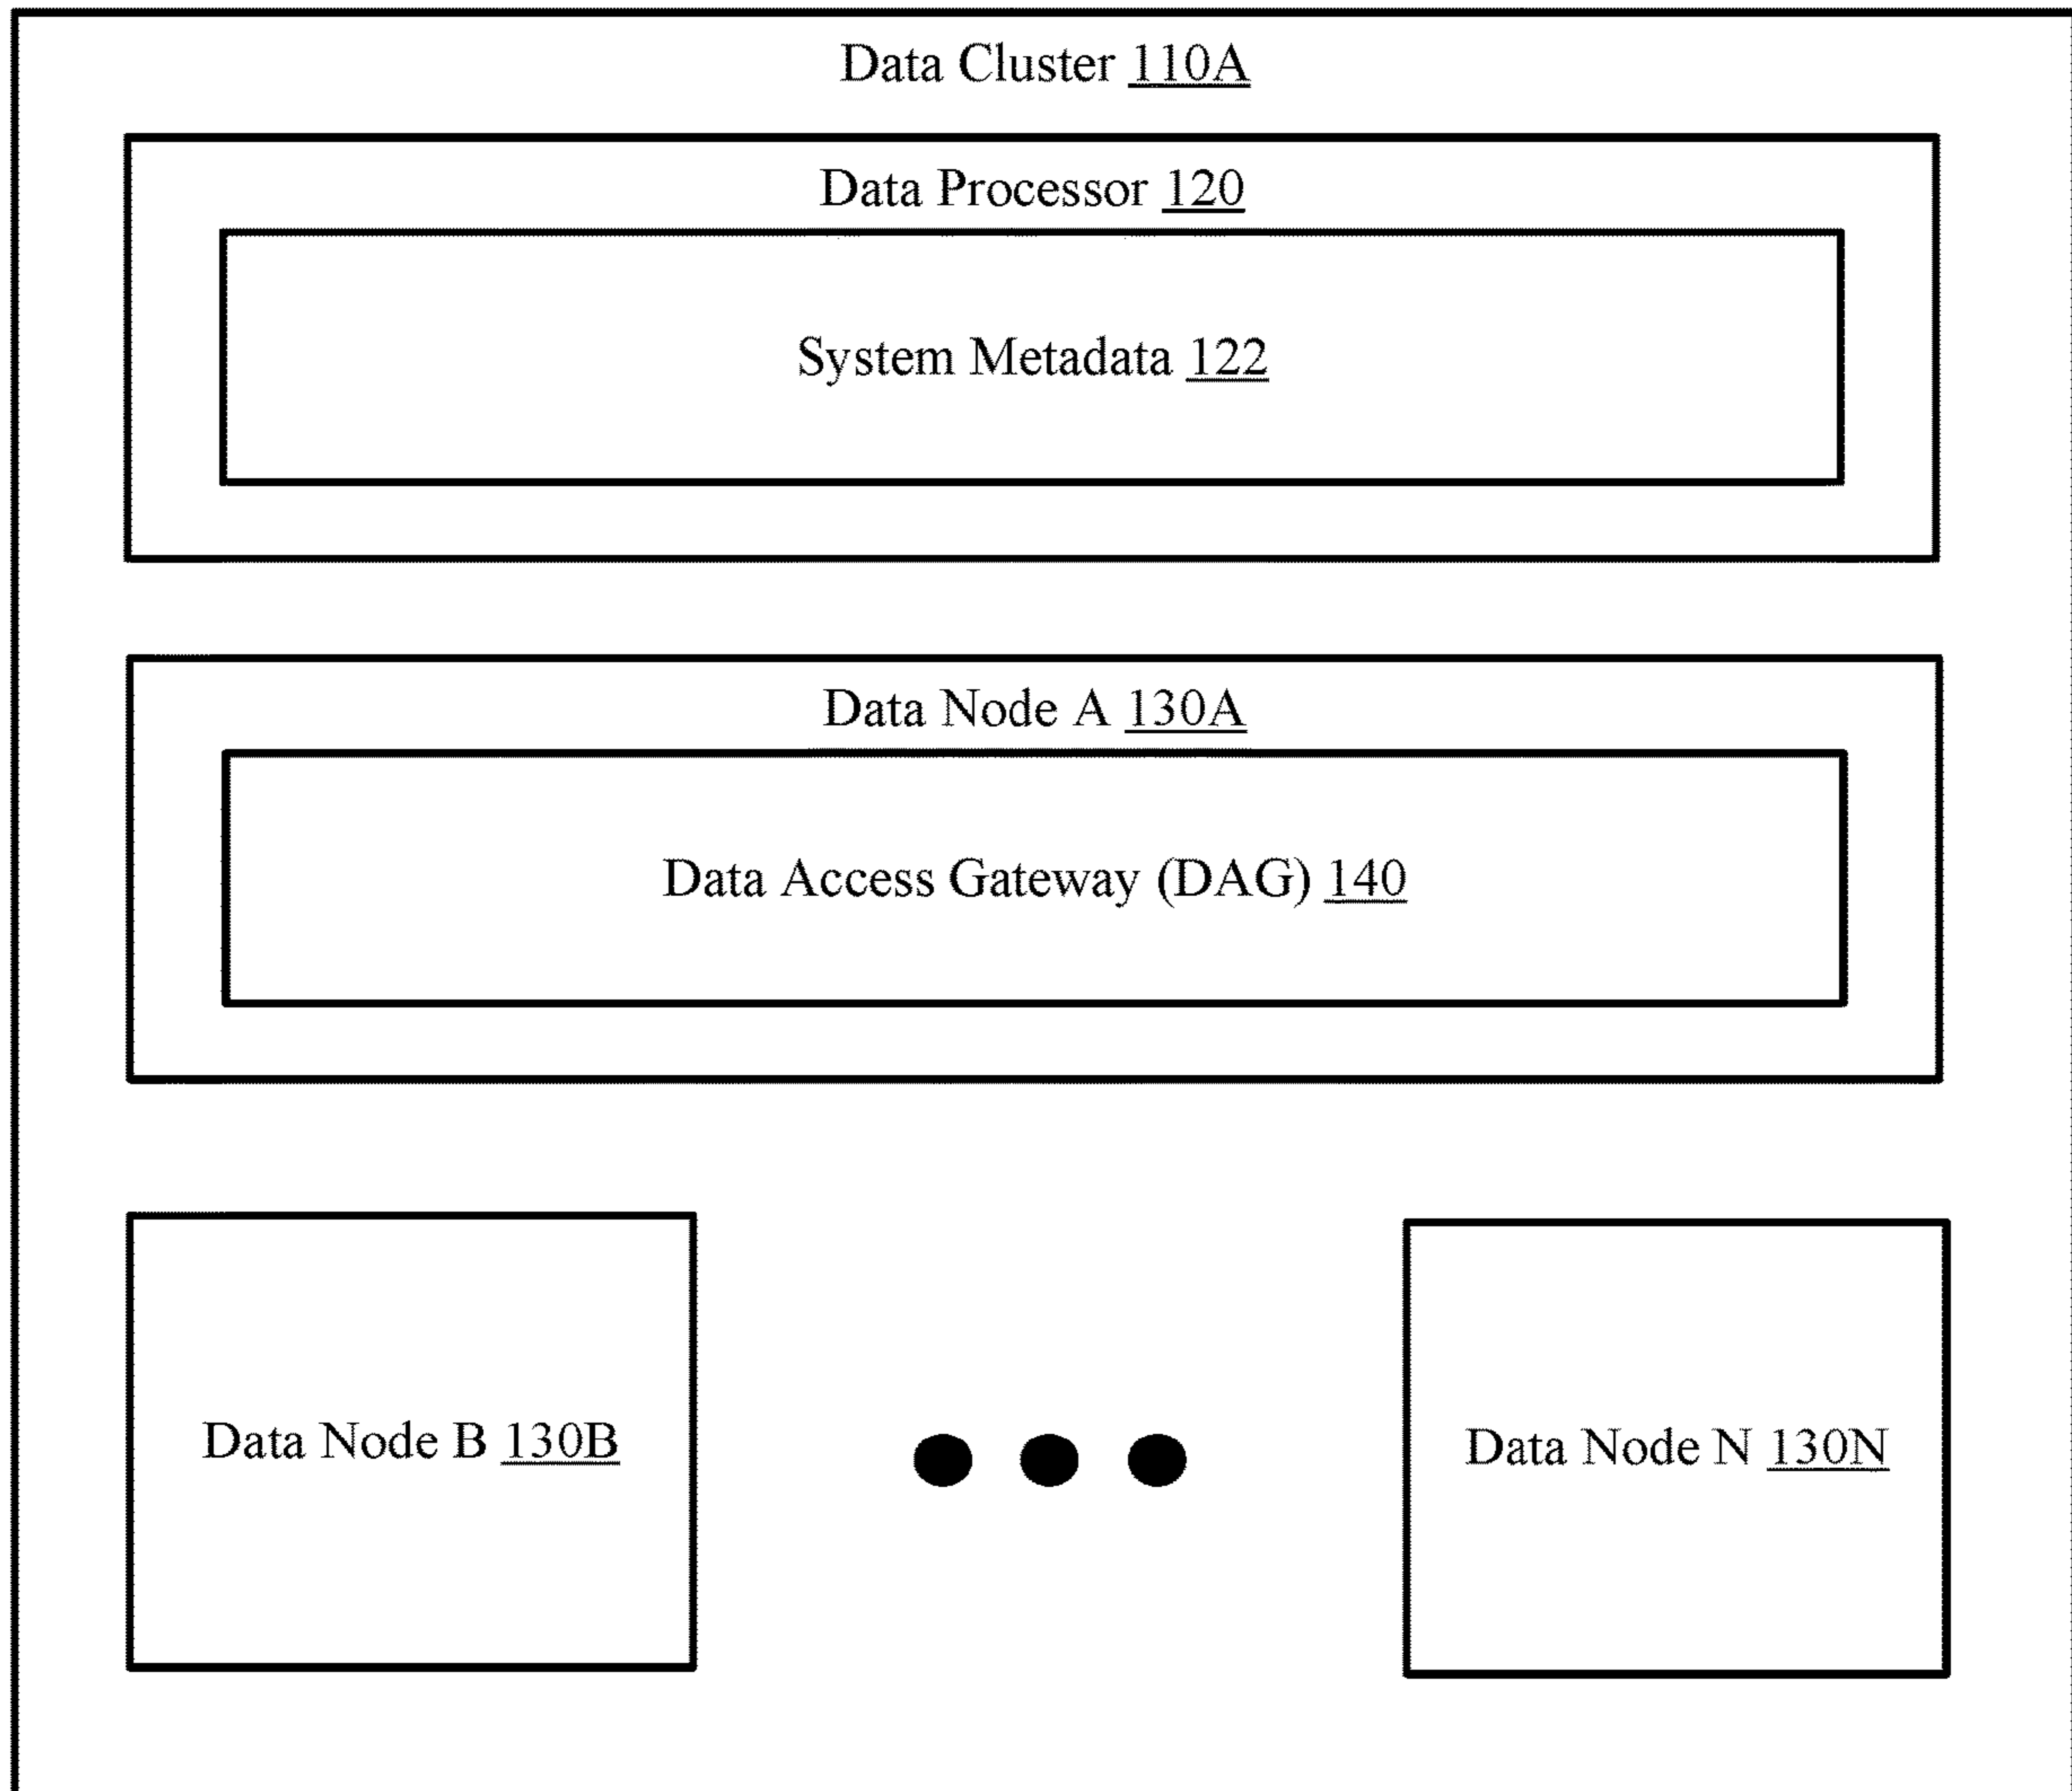 Data Cluster 110A
Data Processor 120
System Metadata 122
Data Node A 130A
Data Access Gateway (DAG) 140
Data Node B 130B
Data Node N 130N